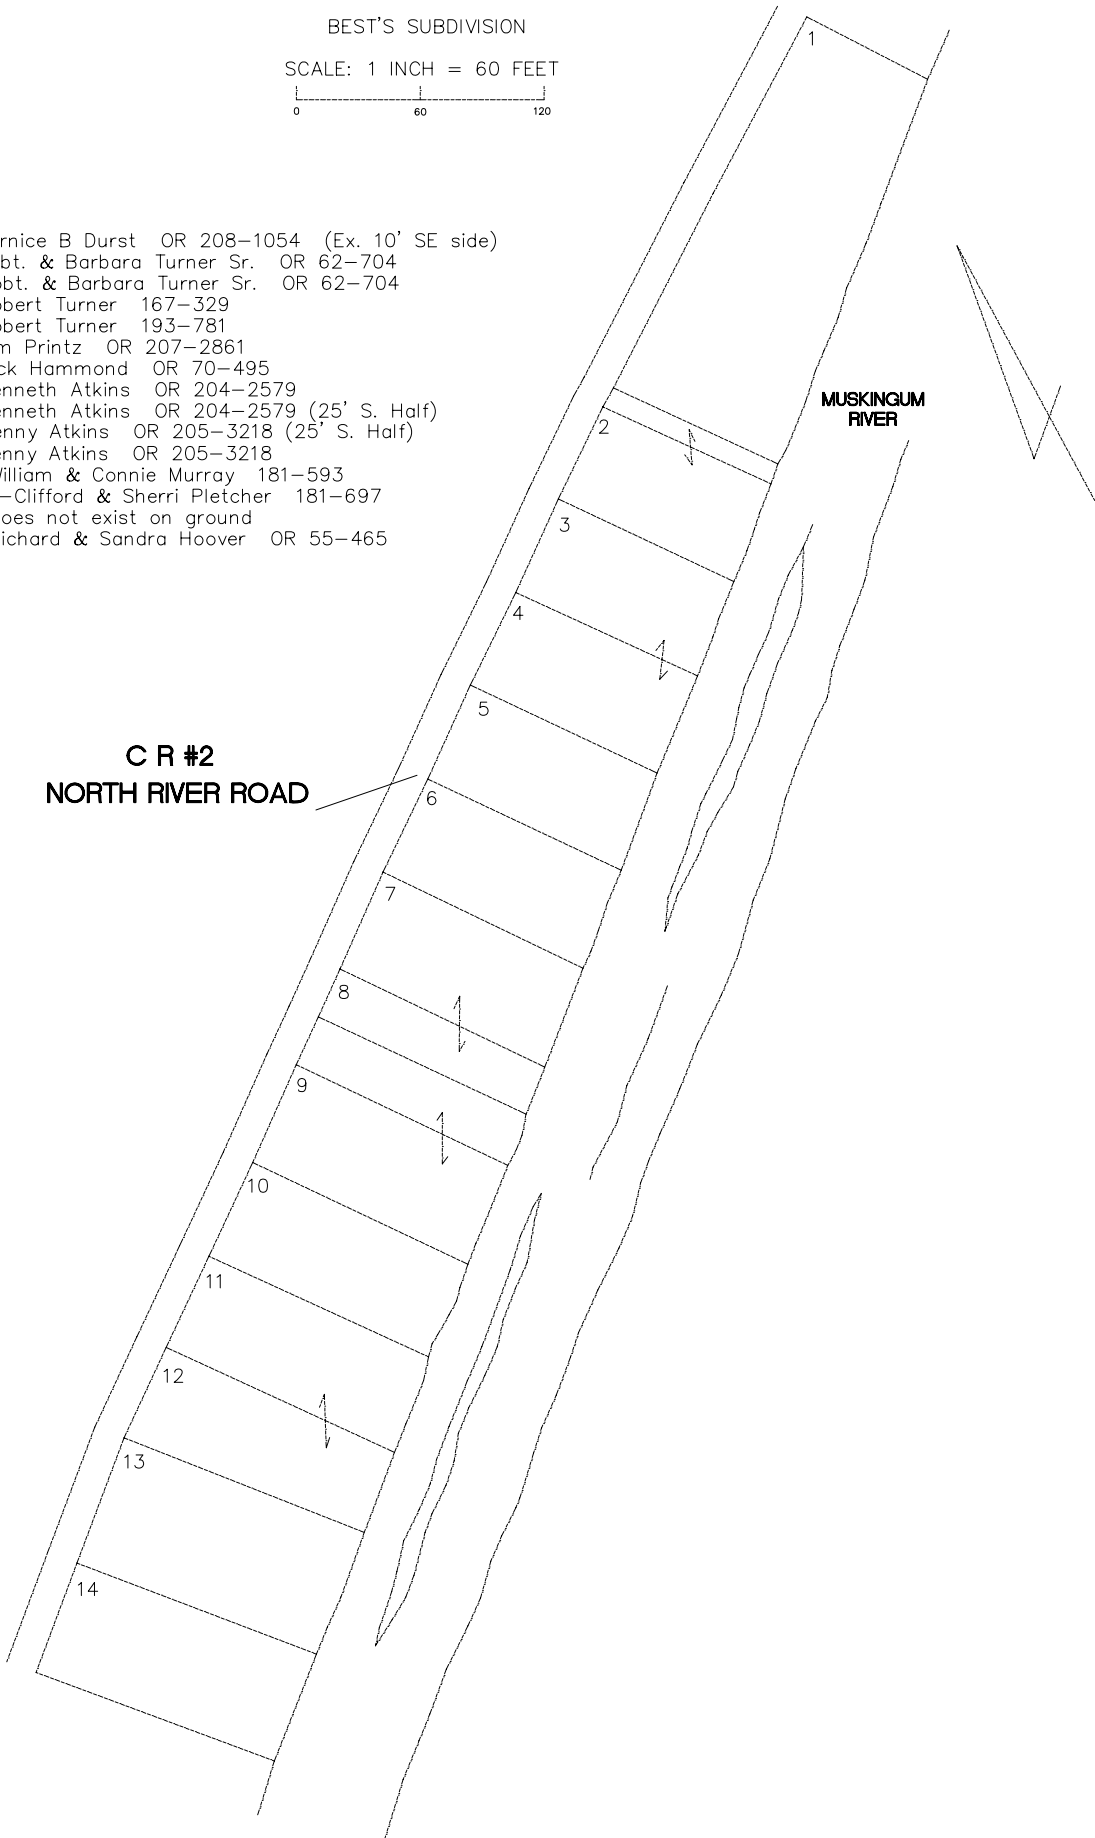 BEST'S SUBDIVISION
SCALE: 1 INCH = 60 FEET
0 60 120
rnice B Durst OR 208-1054 (Ex. 10' SE side)
bt. & Barbara Turner Sr. OR 62-704
obt. & Barbara Turner Sr. OR 62-704
obert Turner 167-329
obert Turner 193-781
m Printz OR 207-2861
ck Hammond OR 70-495
enneth Atkins OR 204-2579
enneth Atkins OR 204-2579 (25' S. Half)
enny Atkins OR 205-3218 (25' S. Half)
enny Atkins OR 205-3218
William & Connie Murray 181-593
-Clifford & Sherri Pletcher 181-697
oes not exist on ground
ichard & Sandra Hoover OR 55-465
1
MUSKINGUM
RIVER
2
3
4
5
C R #2
NORTH RIVER ROAD
6
7
8
9
10
11
12
13
14